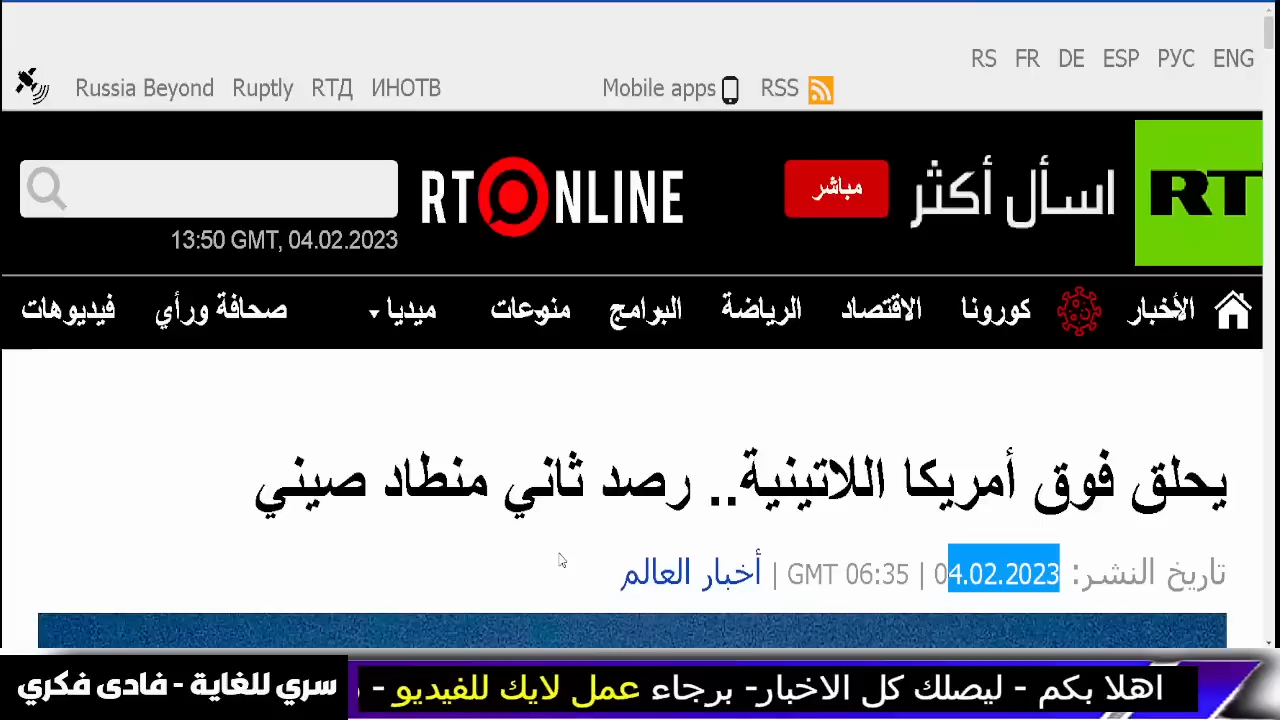 RS FR DE ESP РУС ENG
Russia Beyond Ruptly RTД ИНОТВ Mobile apps RSS
RT
اسأل أكثر
مباشر
RTONLINE
13:50 GMT, 04.02.2023
الأخبار كورونا الاقتصاد الرياضة البرامج منوعات ميديا صحافة ورأي فيديوهات
يحلق فوق أمريكا اللاتينية.. رصد ثاني منطاد صيني
تاريخ النشر: 04.02.2023 | 06:35 GMT | أخبار العالم
اهلا بكم - ليصلك كل الاخبار- برجاء عمل لايك للفيديو -
سري للغاية - فادى فكري